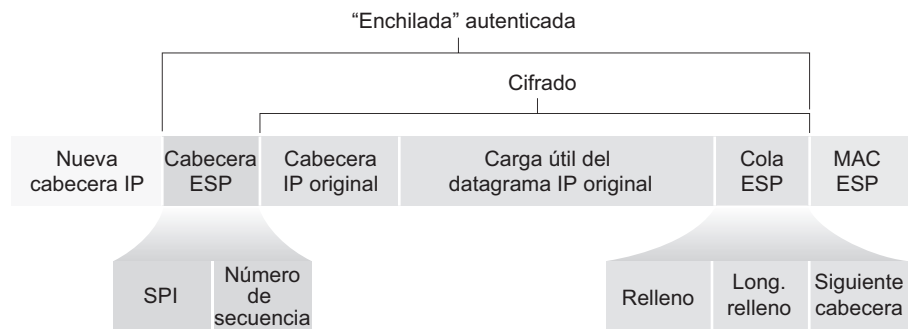 “Enchilada” autenticada
Cifrado
Nueva
cabecera IP
Cabecera
ESP
Cabecera
IP original
Carga útil del
datagrama IP original
Cola
ESP
MAC
ESP
SPI
Número
de
secuencia
Relleno
Long.
relleno
Siguiente
cabecera